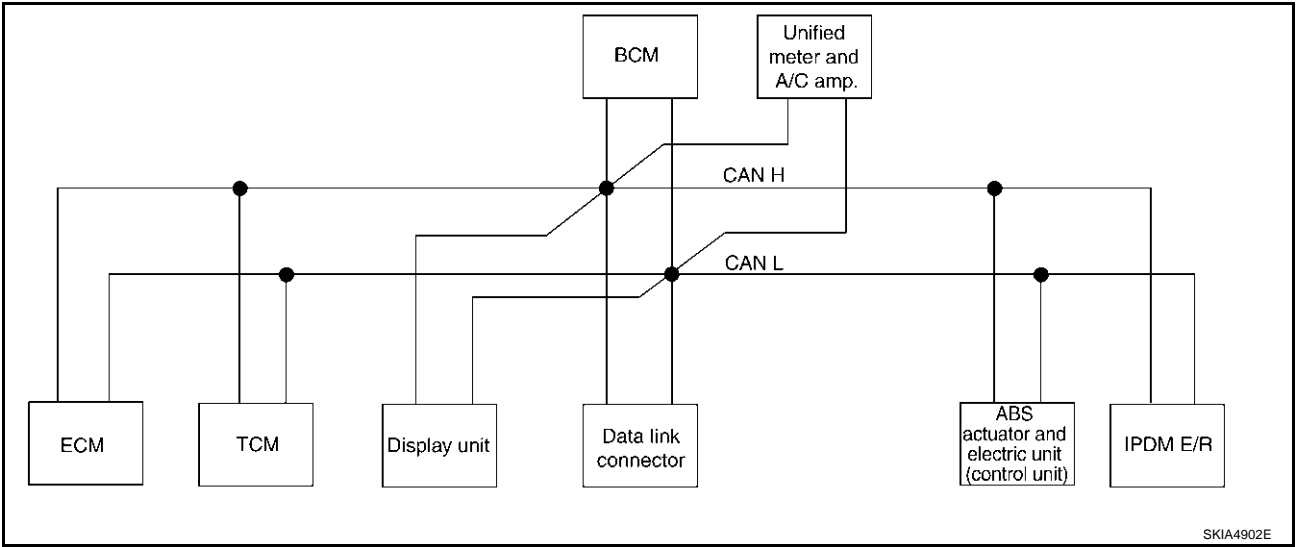 BCM
Unified
meter and
A/C amp.
CAN H
CAN L
ECM
TCM
Display unit
Data link
connector
ABS
actuator and
electric unit
(control unit)
IPDM E/R
SKIA4902E